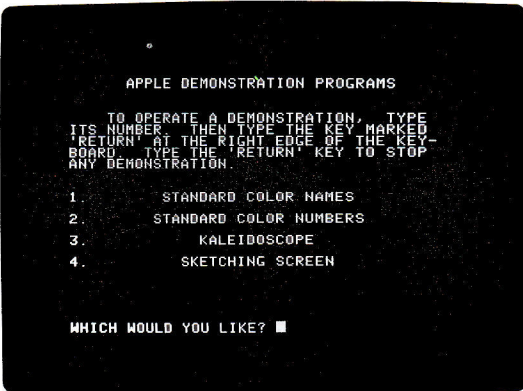 APPLE DEMONSTRATION PROGRAMS
TO OPERATE A DEMONSTRATION, TYPE
ITS NUMBER. THEN TYPE THE KEY MARKED
'RETURN' AT THE RIGHT EDGE OF THE KEY-
BOARD. TYPE THE 'RETURN' KEY TO STOP
ANY DEMONSTRATION.
1. STANDARD COLOR NAMES
2. STANDARD COLOR NUMBERS
3. KALEIDOSCOPE
4. SKETCHING SCREEN
WHICH WOULD YOU LIKE?